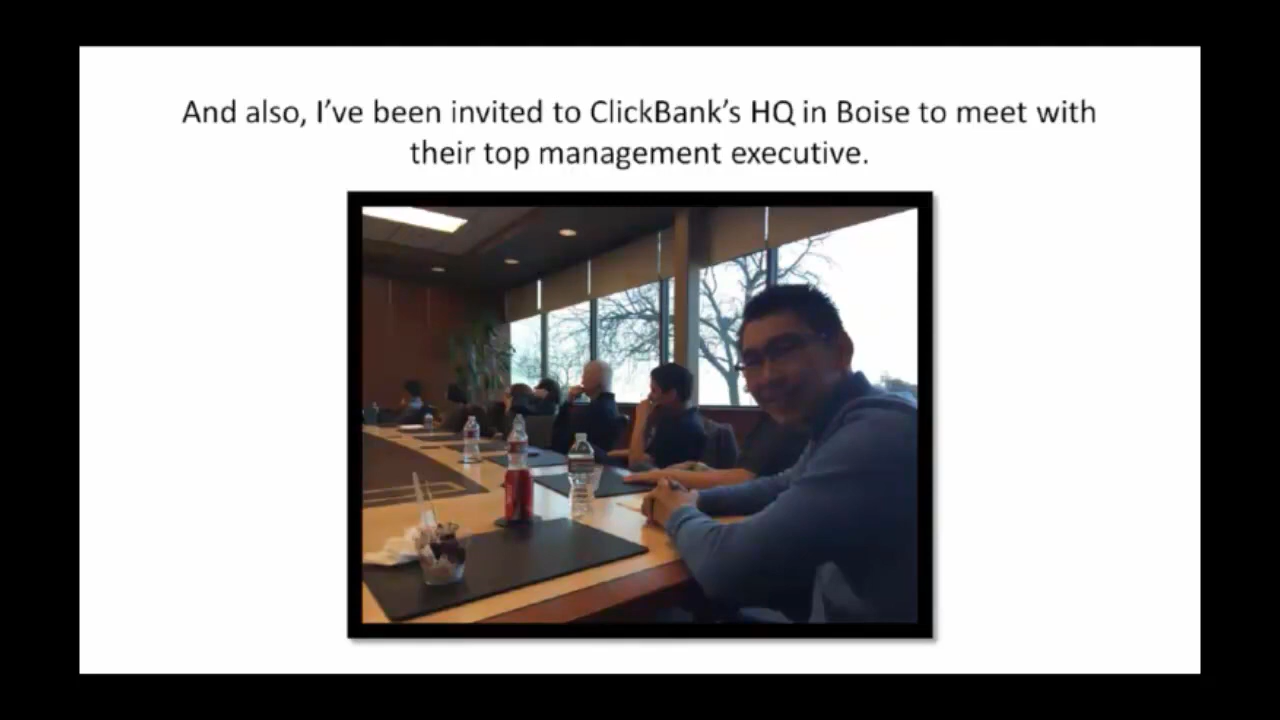 And also, I've been invited to ClickBank's HQ in Boise to meet with
their top management executive.